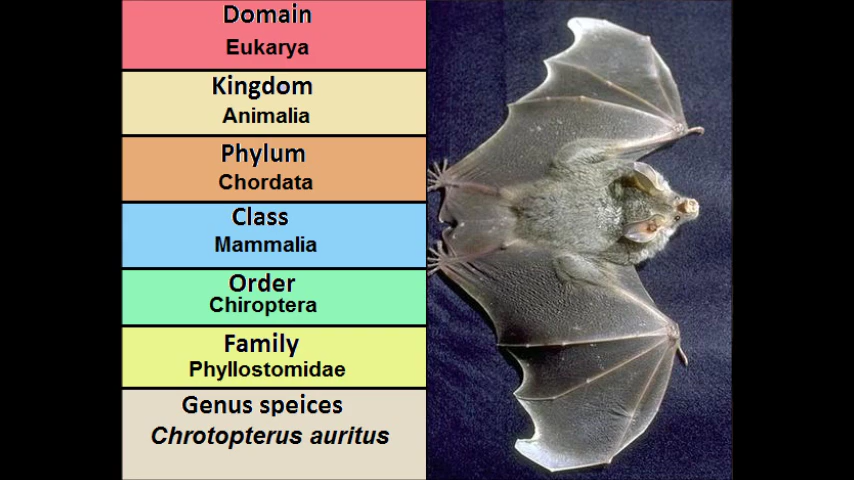 Domain
Eukarya
Kingdom
Animalia
Phylum
Chordata
Class
Mammalia
Order
Chiroptera
Family
Phyllostomidae
Genus speices
Chrotopterus auritus